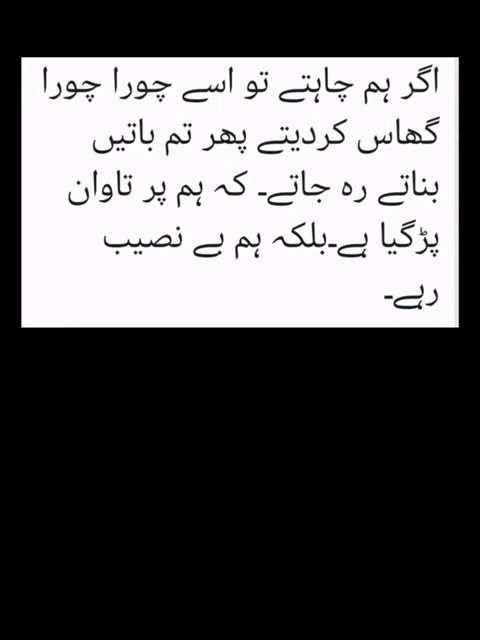 اگر ہم چاہتے تو اسے چورا چورا
گھاس کردیتے پھر تم باتیں
بناتے رہ جاتے۔ کہ ہم پر تاوان
پڑگیا ہے۔بلکہ ہم بے نصیب
رہے۔